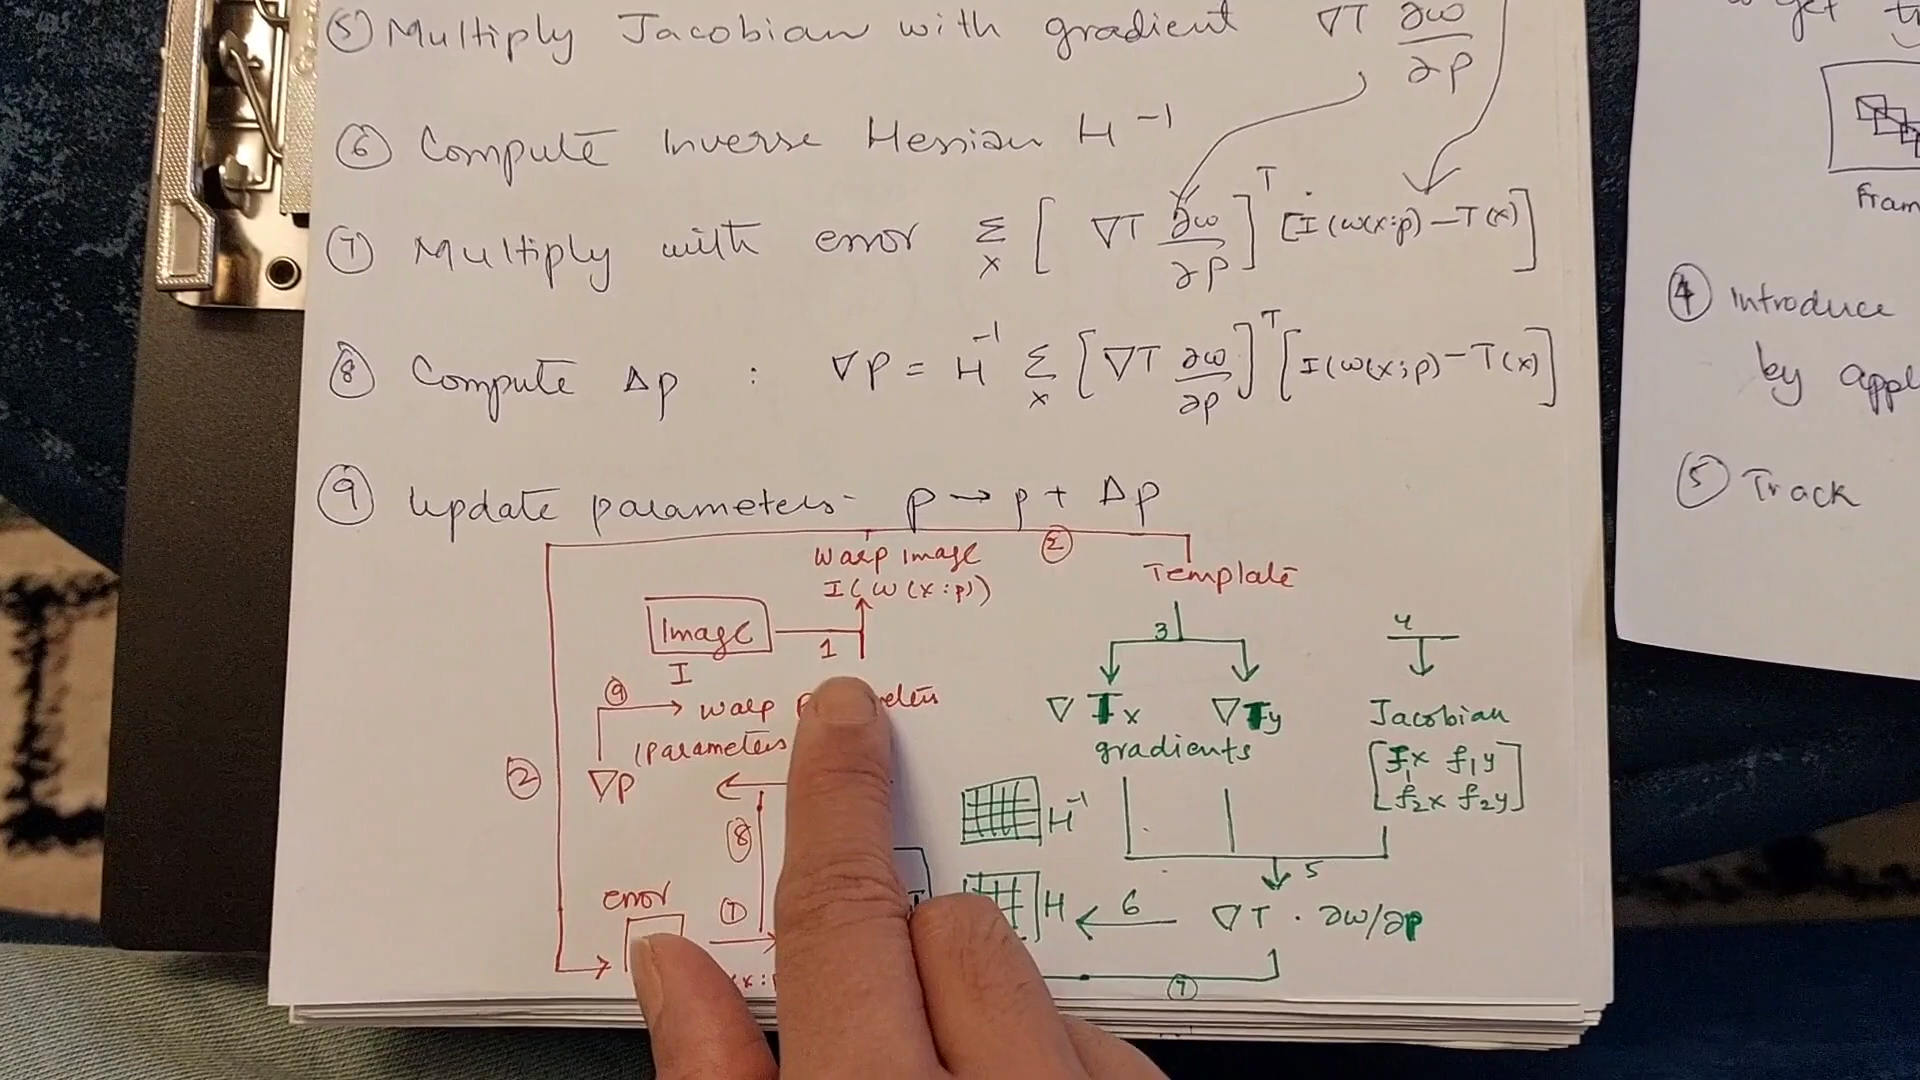 ⑤ Multiply Jacobian with gradient ∇T ∂w/∂p
⑥ Compute Inverse Hessian H⁻¹
⑦ Multiply with error Σx [ ∇T ∂w/∂p ]ᵀ [I(w(x:p) – T(x)]
⑧ Compute Δp : ∇P = H⁻¹ Σx [∇T ∂w/∂p]ᵀ [I(w(x;p) – T(x)]
⑨ Update parameters- p → p + Δp
Warp image
②
I(w(x:p))
Template
Image
1
I
3
4
⑨
warp
(parameters
∇p
②
∇Tx
∇Ty
gradients
Jacobian
[f1x f1y
f2x f2y]
H⁻¹
⑧
5
error
⑦
H
6
∇T . ∂w/∂p
⑦
to get
Fram
④ Introduce
by appl
⑤ Track